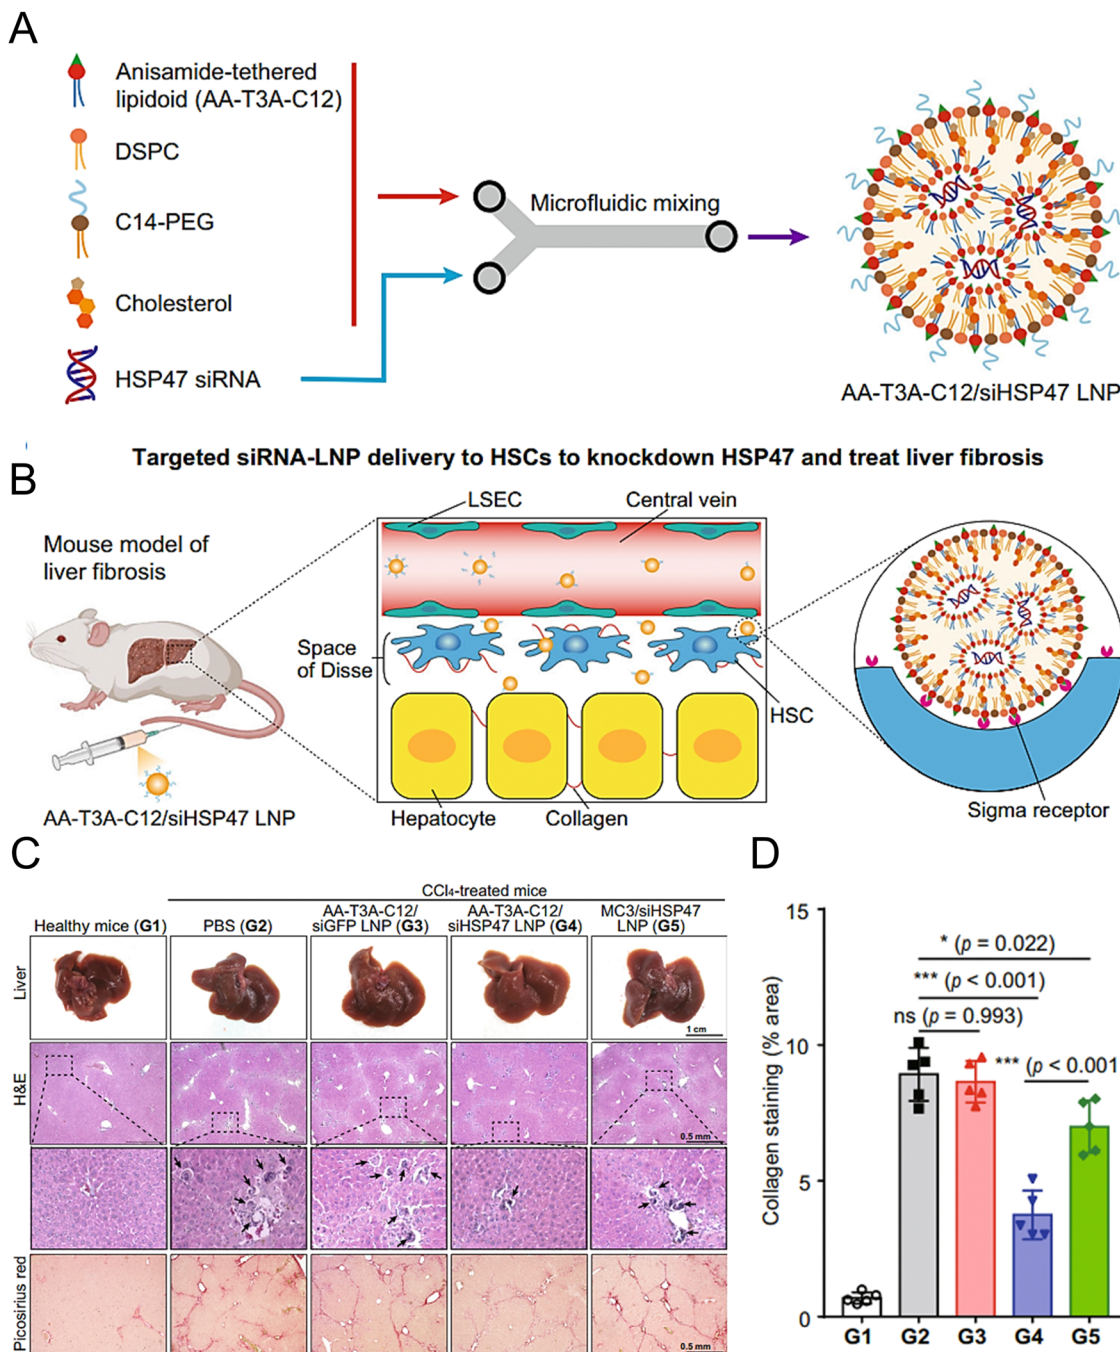 A
Anisamide-tethered
lipidoid (AA-T3A-C12)
DSPC
C14-PEG
Cholesterol
HSP47 siRNA
Microfluidic mixing
AA-T3A-C12/siHSP47 LNP
Targeted siRNA-LNP delivery to HSCs to knockdown HSP47 and treat liver fibrosis
B
Mouse model of
liver fibrosis
AA-T3A-C12/siHSP47 LNP
LSEC
Central vein
Space
of Disse
HSC
Hepatocyte
Collagen
Sigma receptor
C
CCl₄-treated mice
Healthy mice (G1)
PBS (G2)
AA-T3A-C12/
siGFP LNP (G3)
AA-T3A-C12/
siHSP47 LNP (G4)
MC3/siHSP47
LNP (G5)
Liver
1 cm
H&E
0.5 mm
Picosirius red
0.5 mm
D
Collagen staining (% area)
15
10
5
0
* (p = 0.022)
*** (p < 0.001)
ns (p = 0.993)
*** (p < 0.001
G1
G2
G3
G4
G5